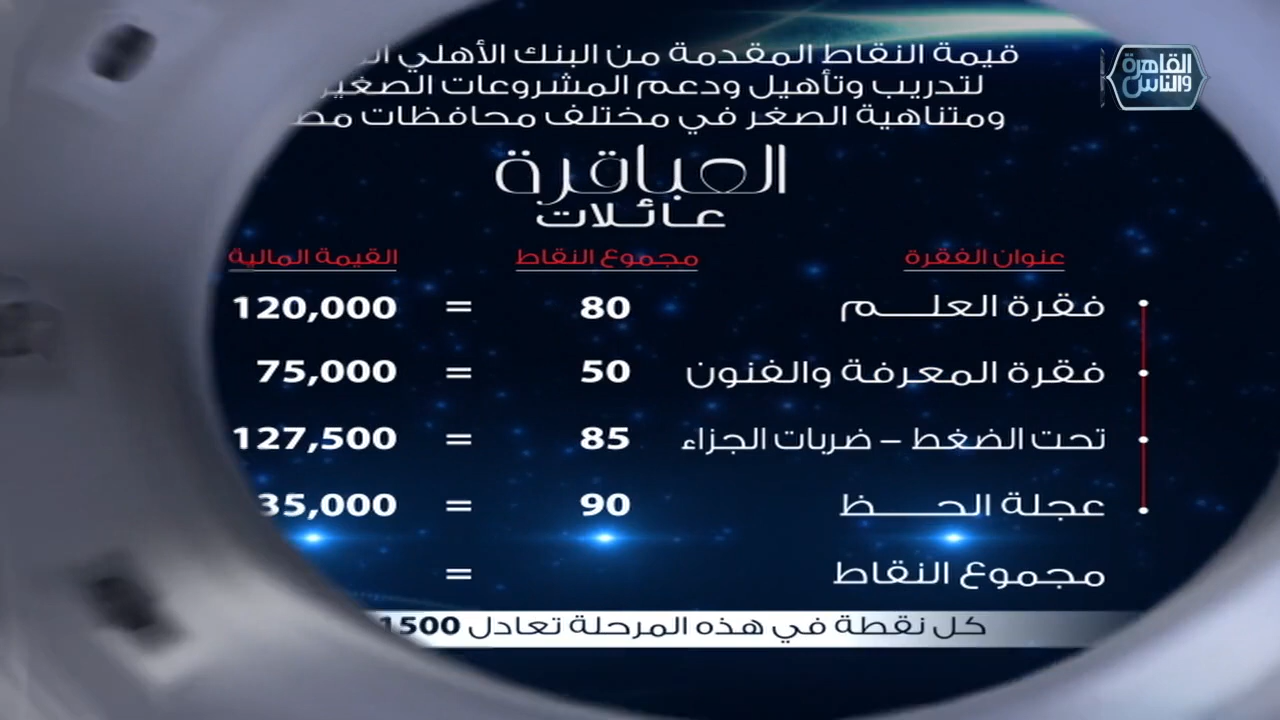 القاهرة
والناس
قيمة النقاط المقدمة من البنك الأهلي
لتدريب وتأهيل ودعم المشروعات
ومتناهية الصغر في مختلف محافظات
العباقرة
عائلات
عنوان الفقرة مجموع النقاط القيمة المالية
فقرة العلم 80 = 120,000
فقرة المعرفة والفنون 50 = 75,000
تحت الضغط - ضربات الجزاء 85 = 127,500
عجلة الحظ 90 = 35,000
مجموع النقاط =
كل نقطة في هذه المرحلة تعادل 1500